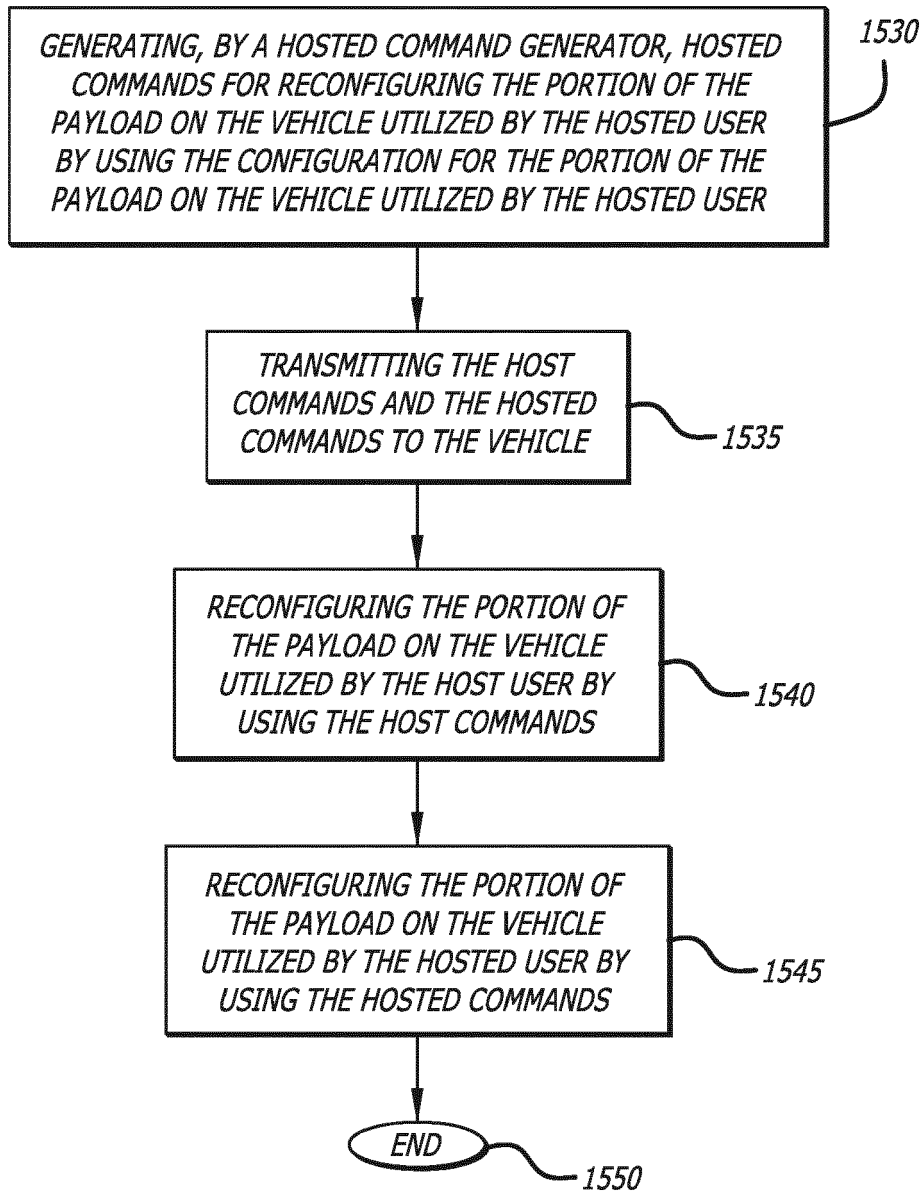 GENERATING, BY A HOSTED COMMAND GENERATOR, HOSTED
COMMANDS FOR RECONFIGURING THE PORTION OF THE
PAYLOAD ON THE VEHICLE UTILIZED BY THE HOSTED USER
BY USING THE CONFIGURATION FOR THE PORTION OF THE
PAYLOAD ON THE VEHICLE UTILIZED BY THE HOSTED USER
1530
TRANSMITTING THE HOST
COMMANDS AND THE HOSTED
COMMANDS TO THE VEHICLE
1535
RECONFIGURING THE PORTION OF
THE PAYLOAD ON THE VEHICLE
UTILIZED BY THE HOST USER BY
USING THE HOST COMMANDS
1540
RECONFIGURING THE PORTION OF
THE PAYLOAD ON THE VEHICLE
UTILIZED BY THE HOSTED USER BY
USING THE HOSTED COMMANDS
1545
END
1550